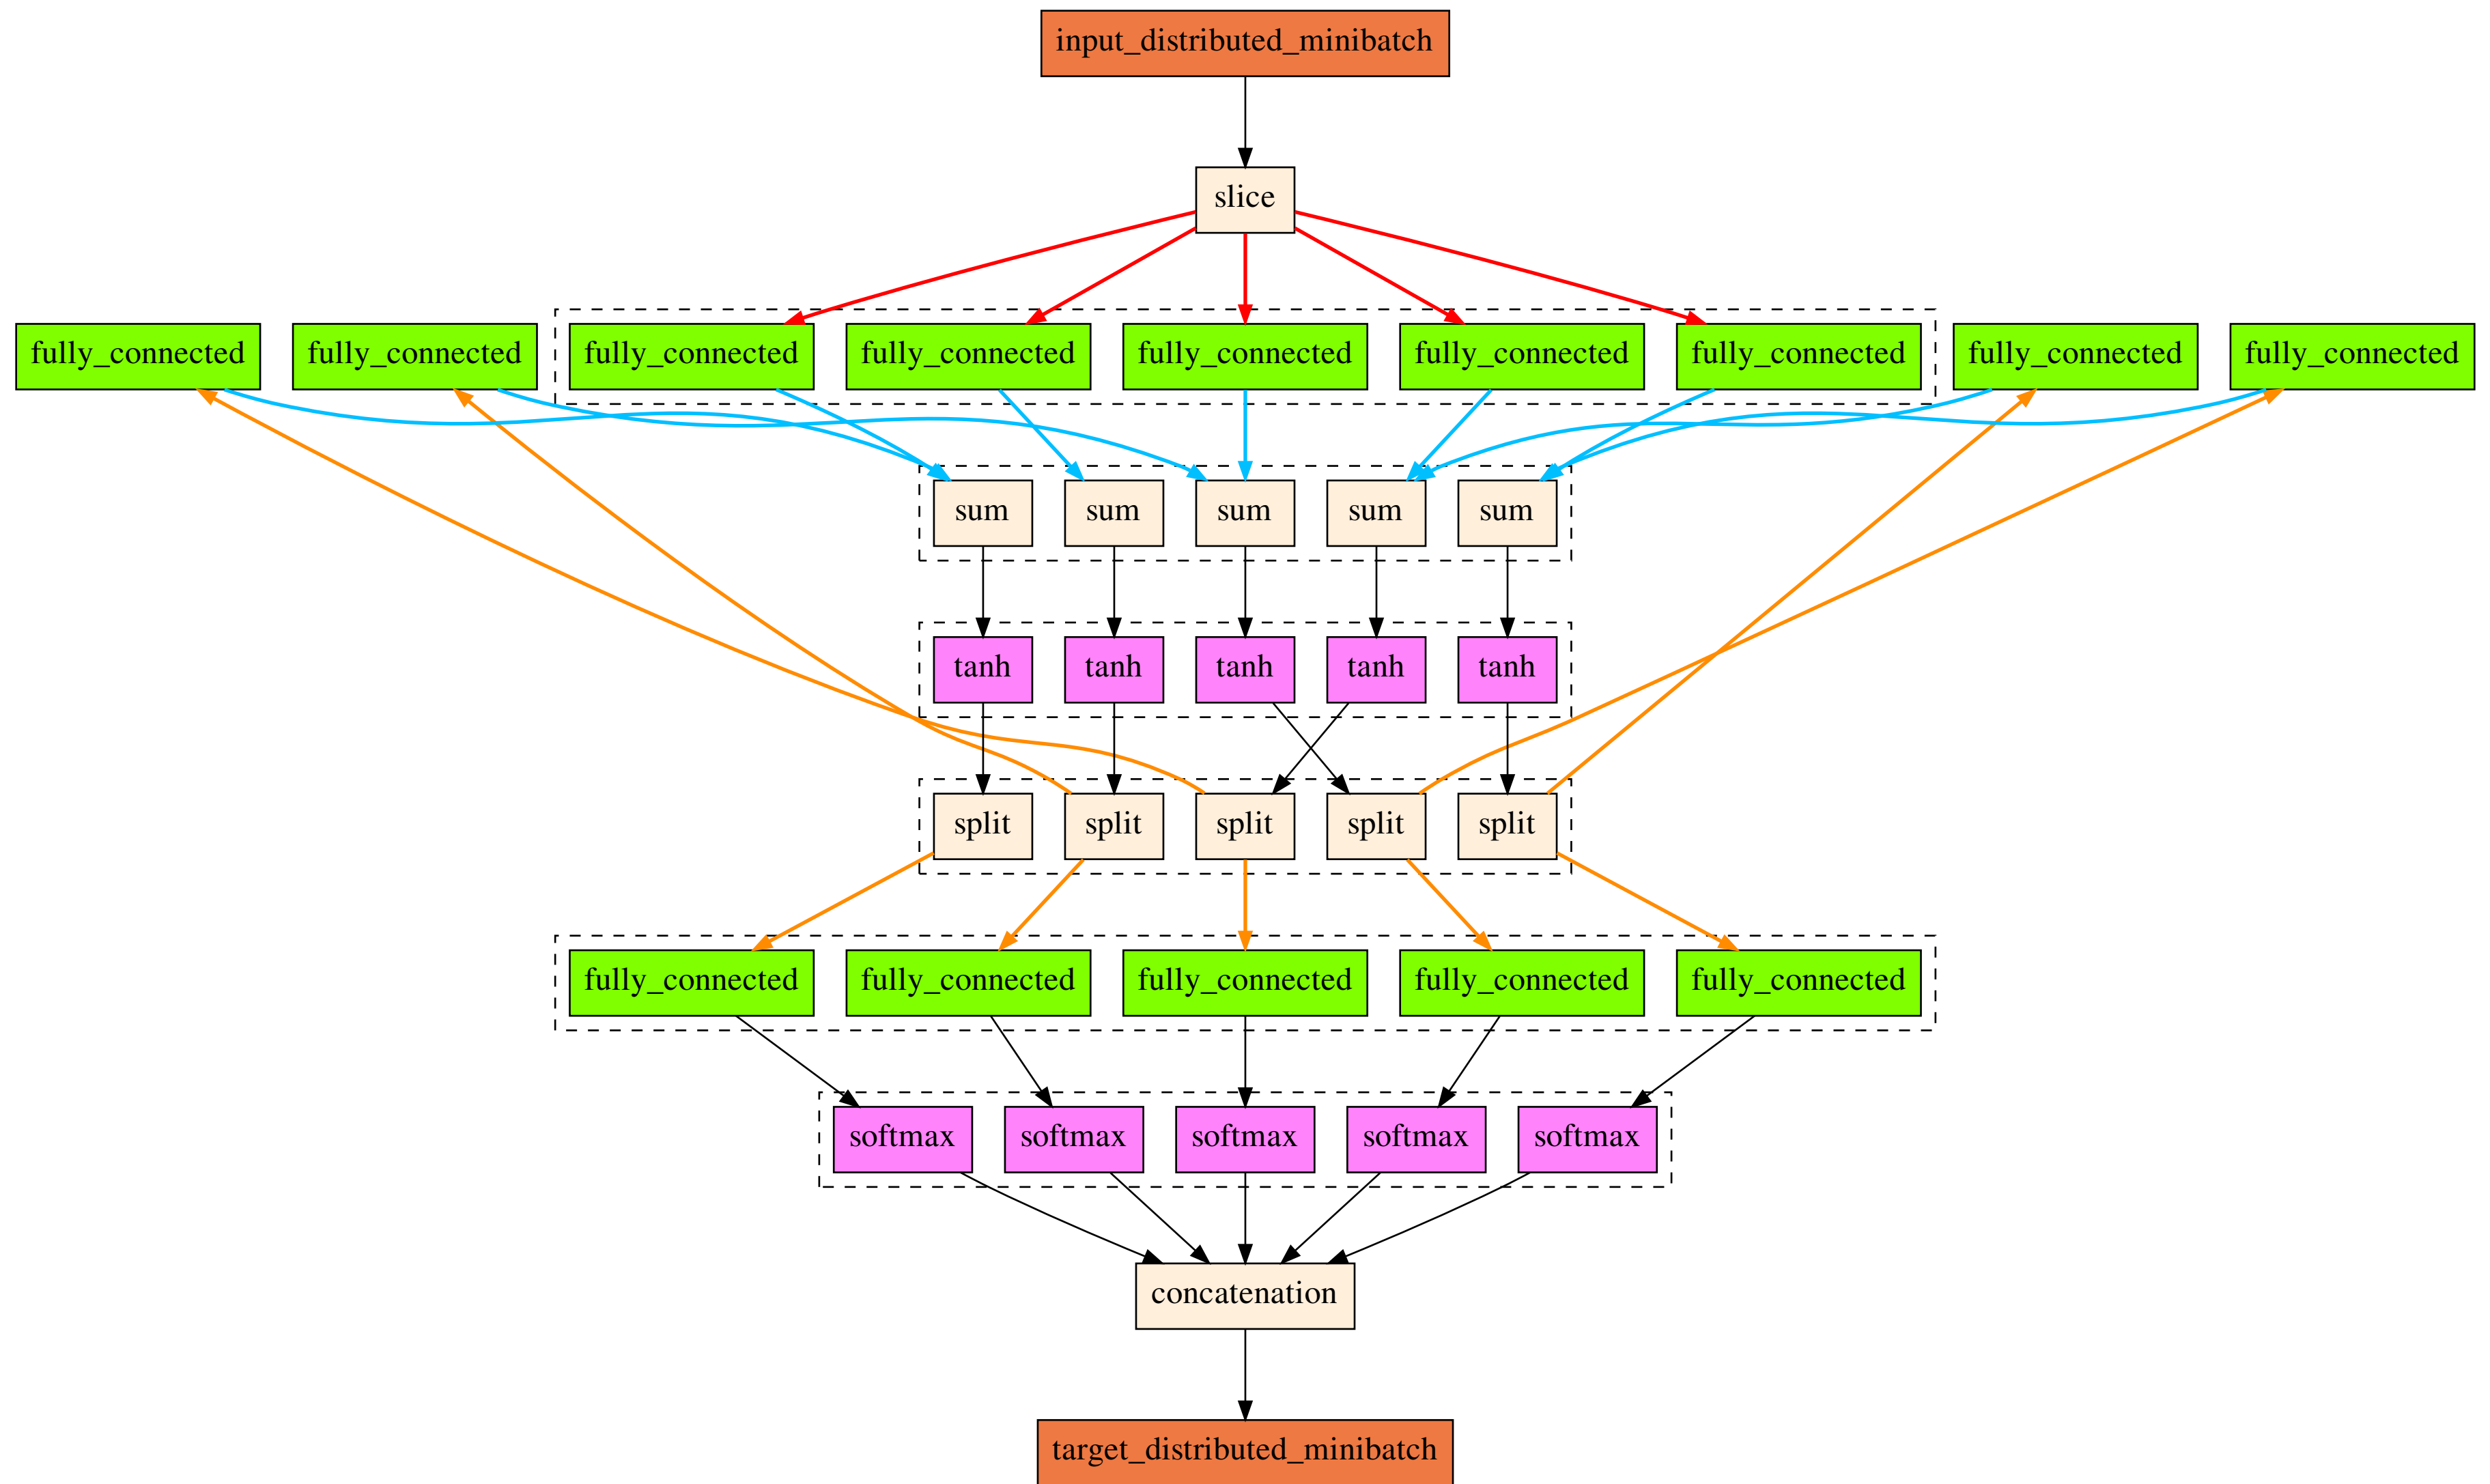 input_distributed_minibatch
slice
fully_connected
fully_connected
fully_connected
fully_connected
fully_connected
fully_connected
fully_connected
fully_connected
fully_connected
sum
sum
sum
sum
sum
tanh
tanh
tanh
tanh
tanh
split
split
split
split
split
fully_connected
fully_connected
fully_connected
fully_connected
fully_connected
softmax
softmax
softmax
softmax
softmax
concatenation
target_distributed_minibatch